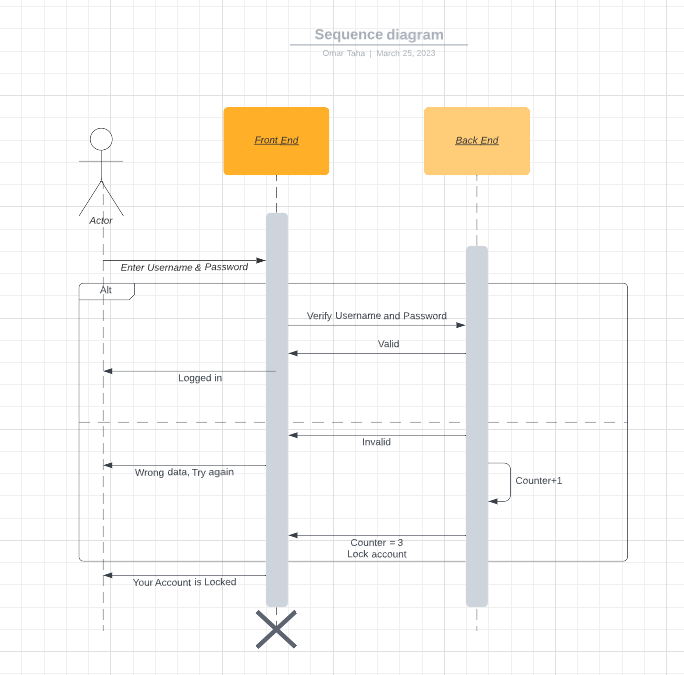 Sequence diagram
Omar Taha | March 25, 2023
Front End
Back End
Actor
Enter Username & Password
Alt
Verify Username and Password
Valid
Logged in
Invalid
Wrong data, Try again
Counter+1
Counter = 3
Lock account
Your Account is Locked